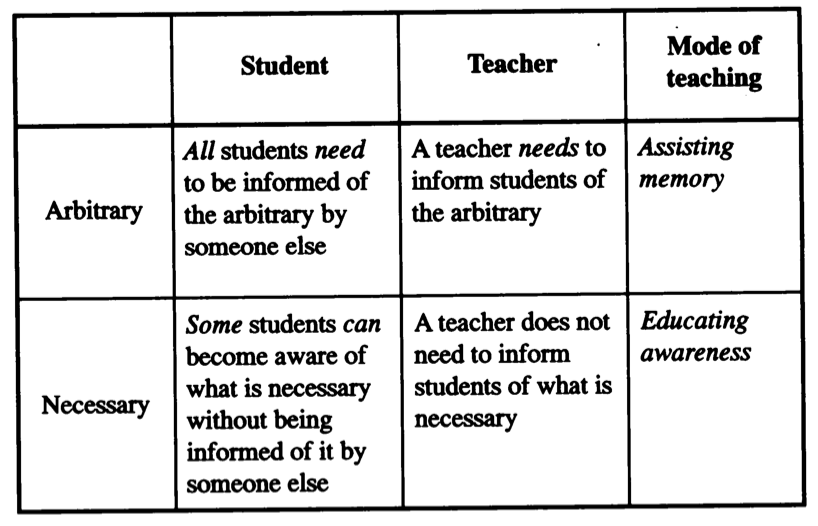 Student
Teacher
Mode of
teaching
Arbitrary
All students need
to be informed of
the arbitrary by
someone else
A teacher needs to
inform students of
the arbitrary
Assisting
memory
Necessary
Some students can
become aware of
what is necessary
without being
informed of it by
someone else
A teacher does not
need to inform
students of what is
necessary
Educating
awareness